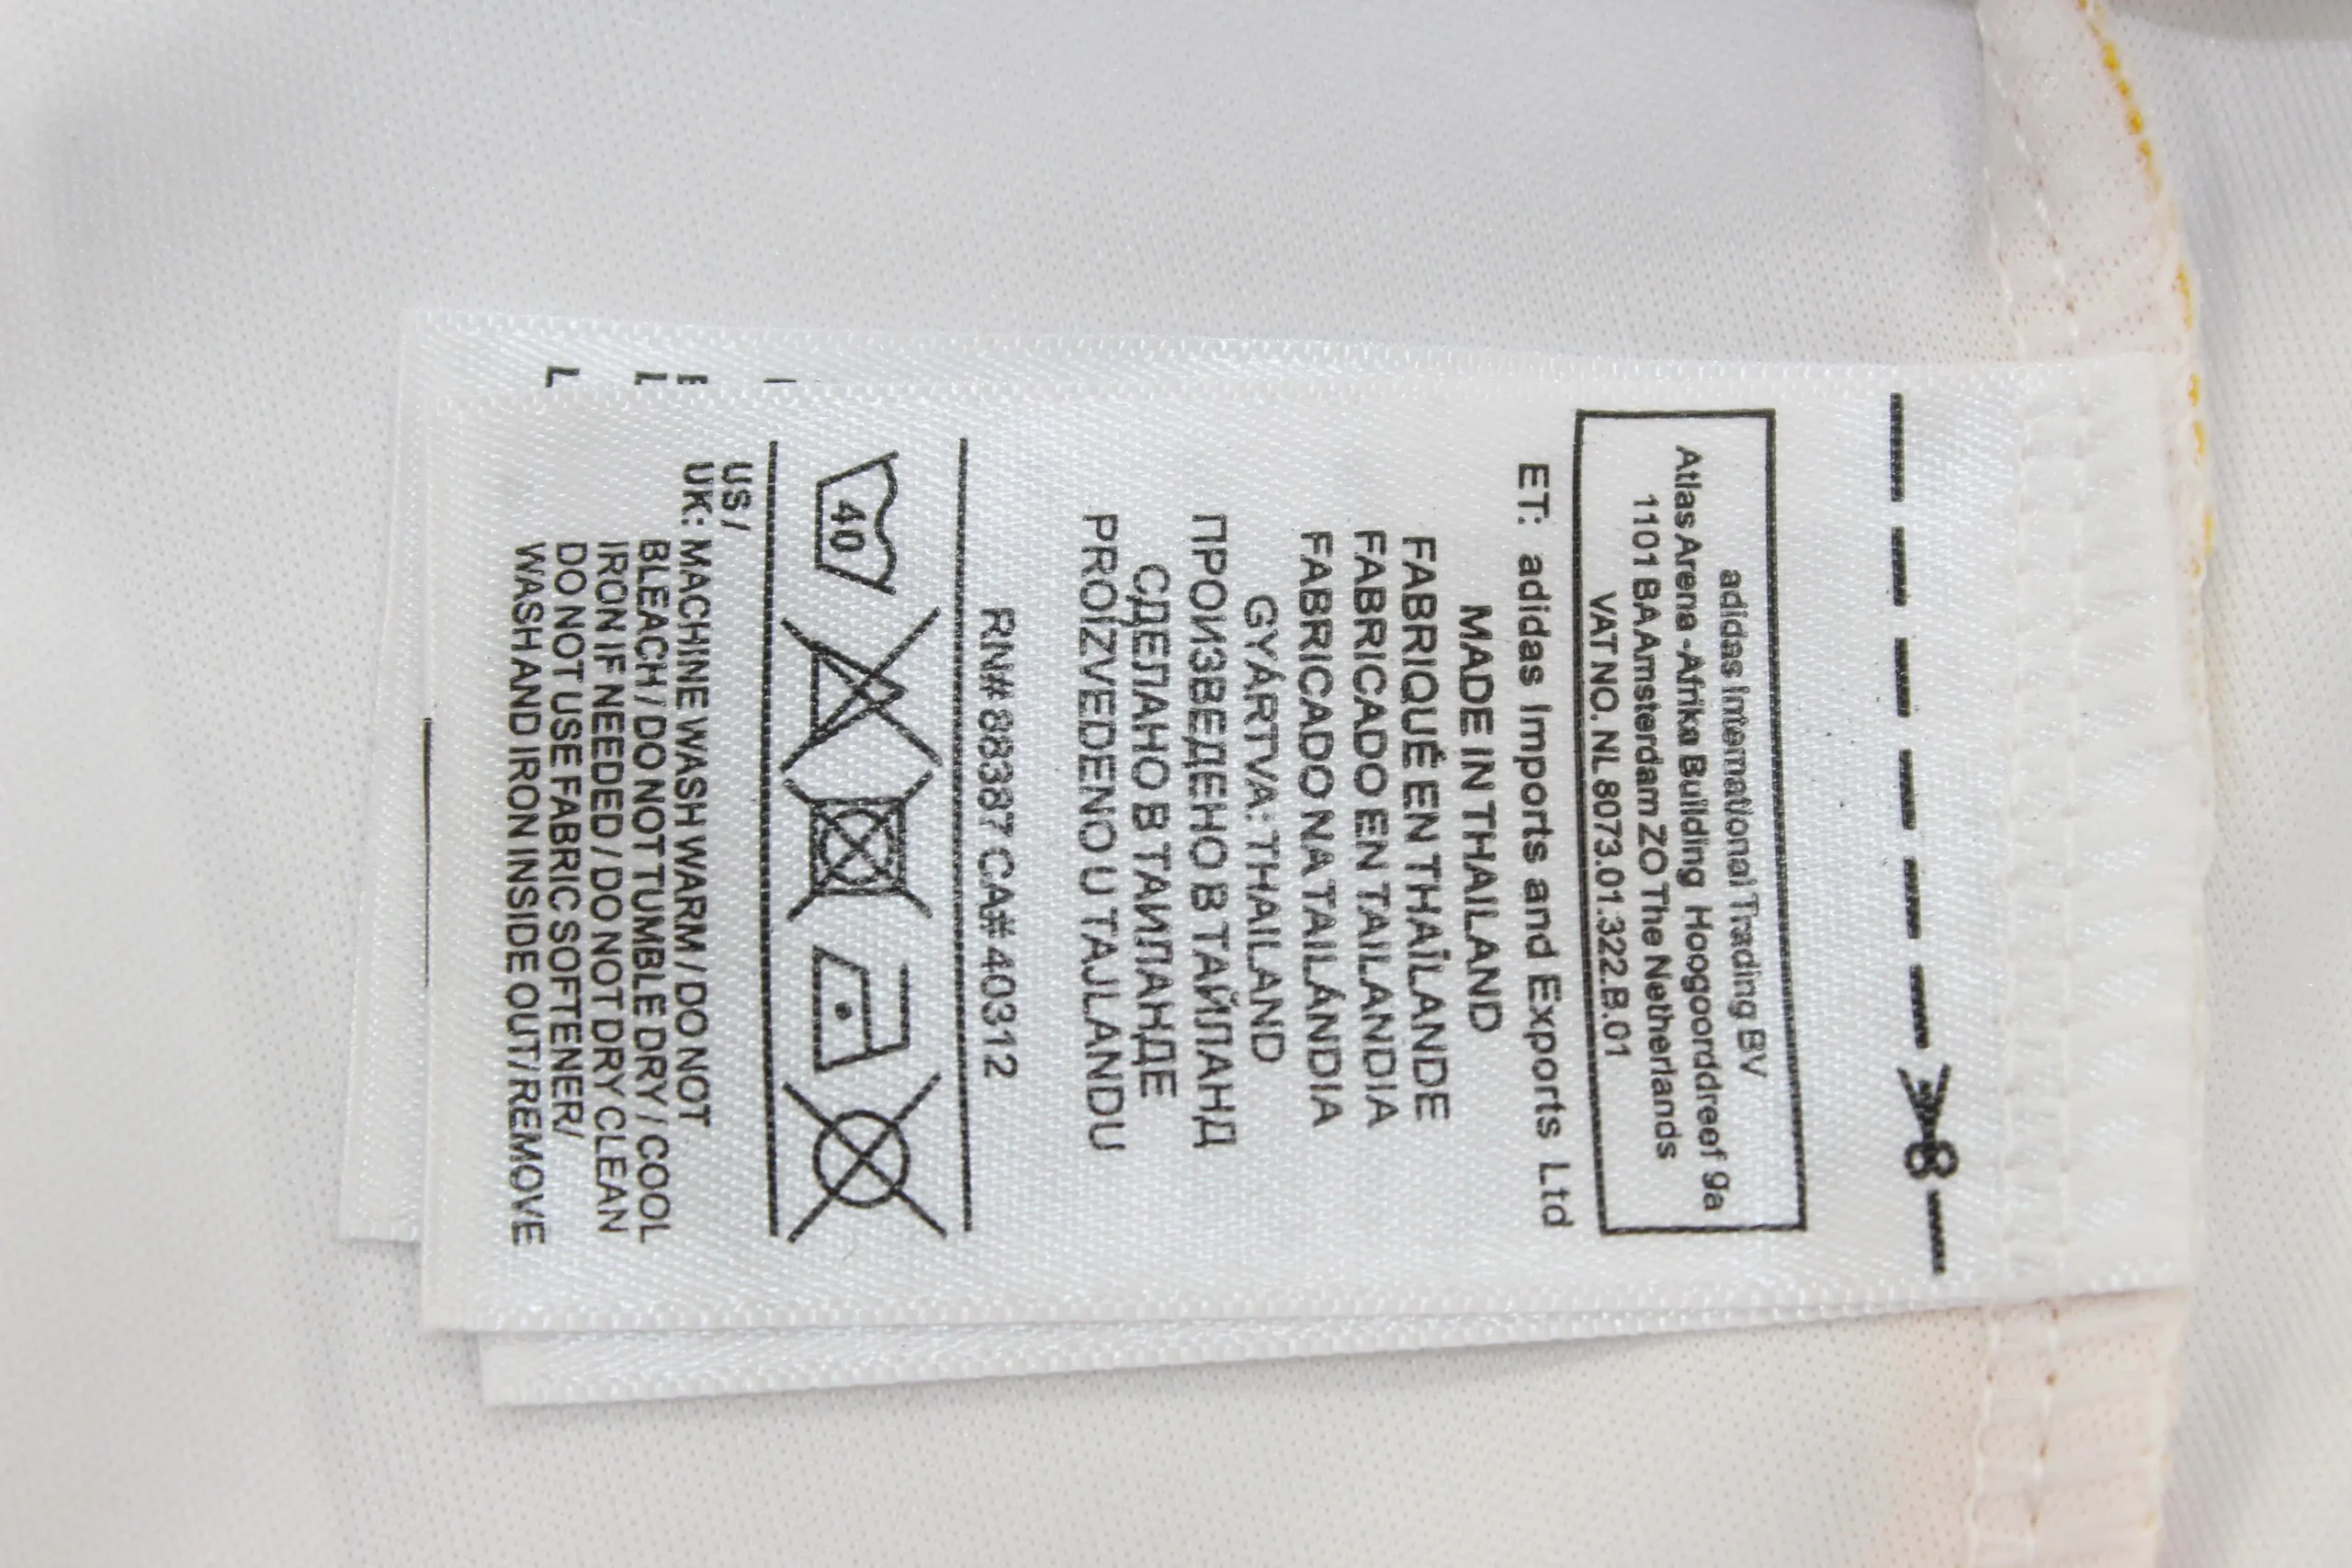 adidas International Trading BV
Atlas Arena -Afrika Building Hoogoorddreef 9a
1101 BA Amsterdam ZO The Netherlands
VAT NO. NL 8073.01.322.B.01
ET: adidas Imports and Exports Ltd
MADE IN THAILAND
FABRIQUÉ EN THAÏLANDE
FABRICADO EN TAILANDIA
FABRICADO NA TAILÁNDIA
GYÁRTVA: THAILAND
ПРОИЗВЕДЕНО В ТАЙЛАНД
СДЕЛАНО В ТАИЛАНДЕ
PROIZVEDENO U TAJLANDU
RN# 88387 CA# 40312
40
US /
UK: MACHINE WASH WARM / DO NOT
BLEACH / DO NOT TUMBLE DRY / COOL
IRON IF NEEDED / DO NOT DRY CLEAN
DO NOT USE FABRIC SOFTENER/
WASH AND IRON INSIDE OUT/ REMOVE